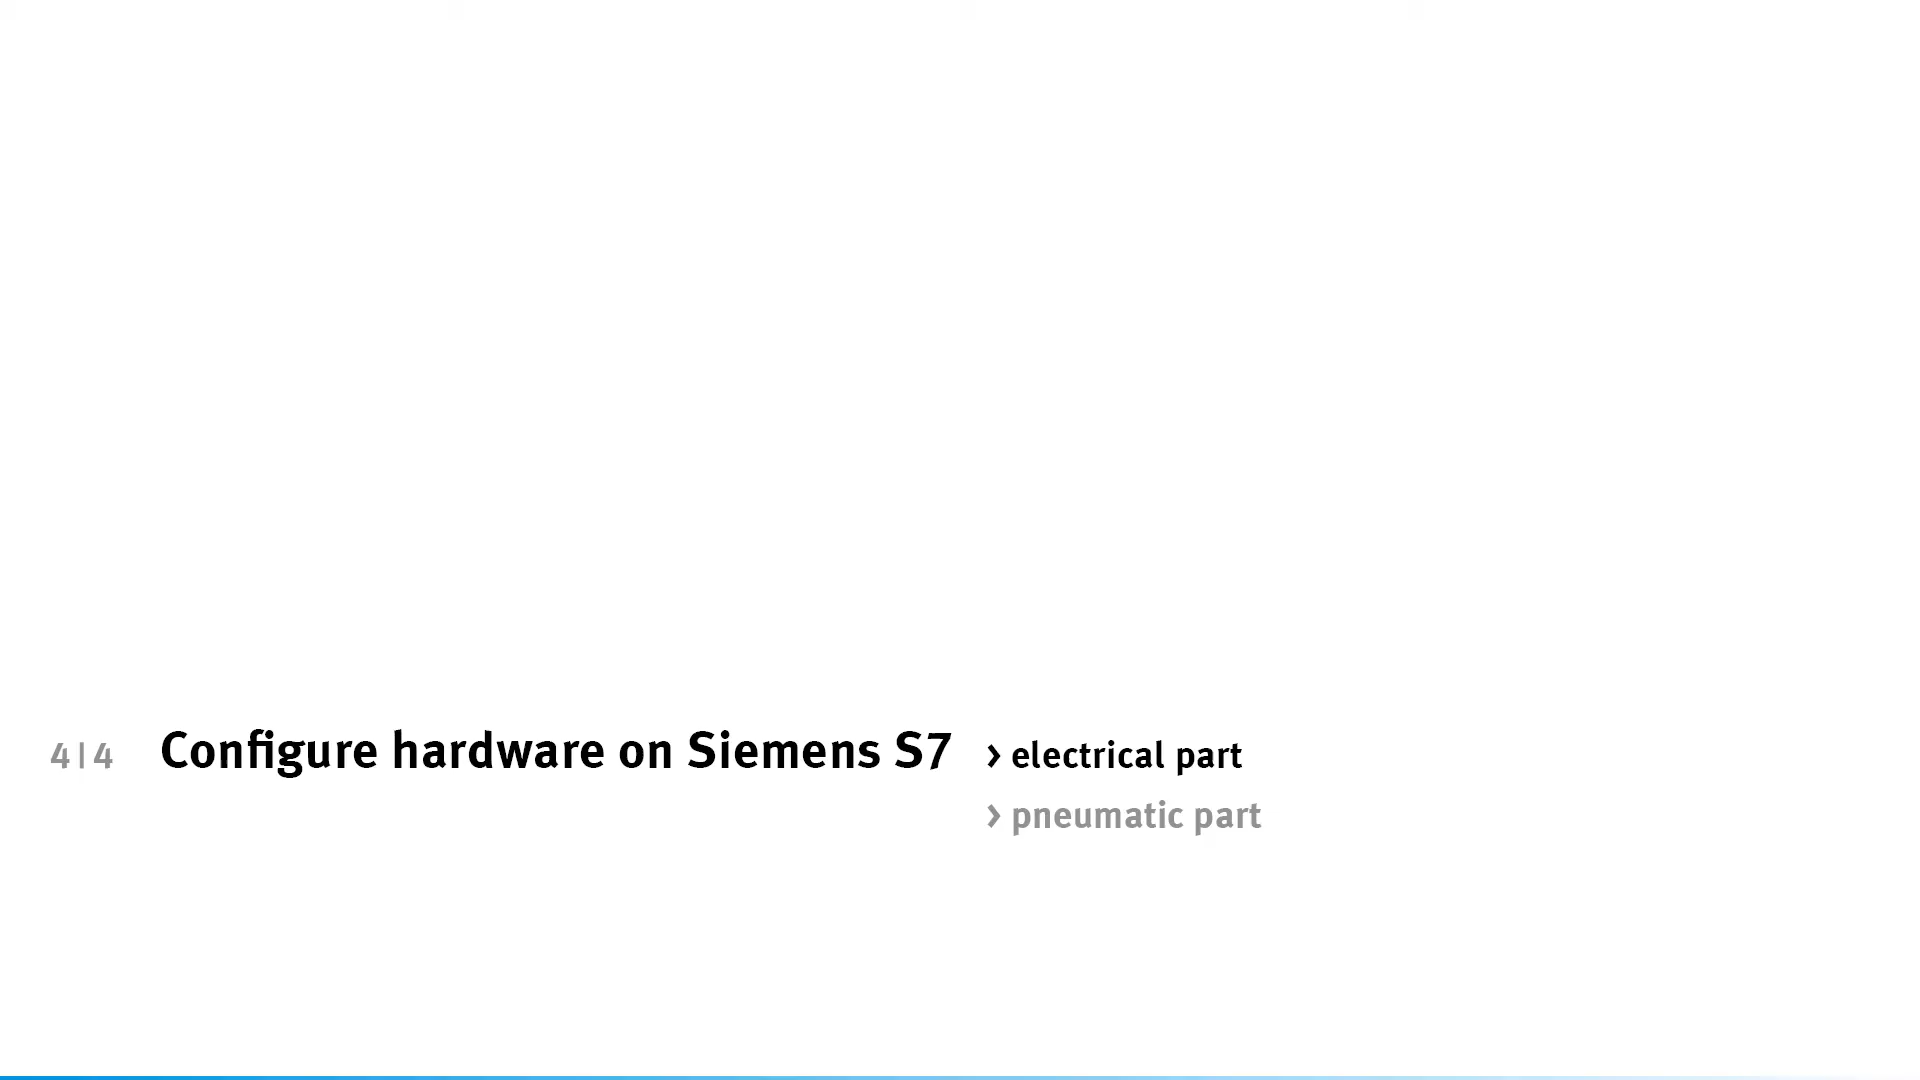 4|4 Configure hardware on Siemens S7 › electrical part
› pneumatic part